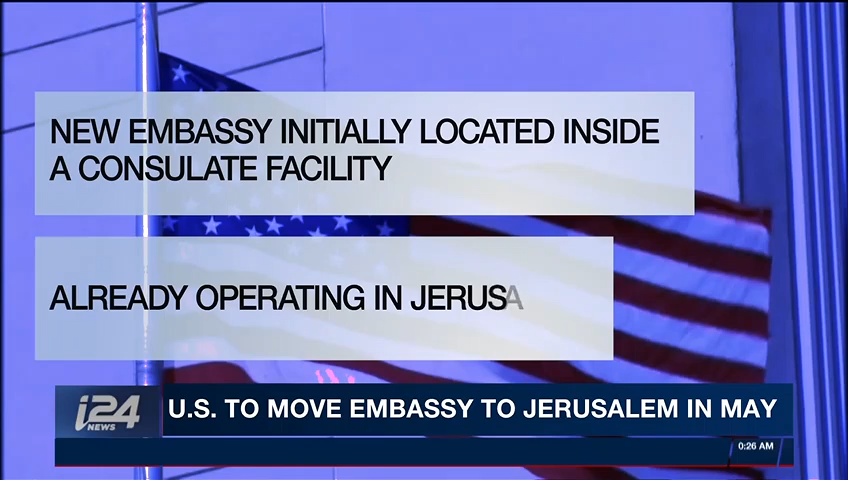 NEW EMBASSY INITIALLY LOCATED INSIDE
A CONSULATE FACILITY
ALREADY OPERATING IN JERUSA
i24
NEWS
U.S. TO MOVE EMBASSY TO JERUSALEM IN MAY
0:26 AM